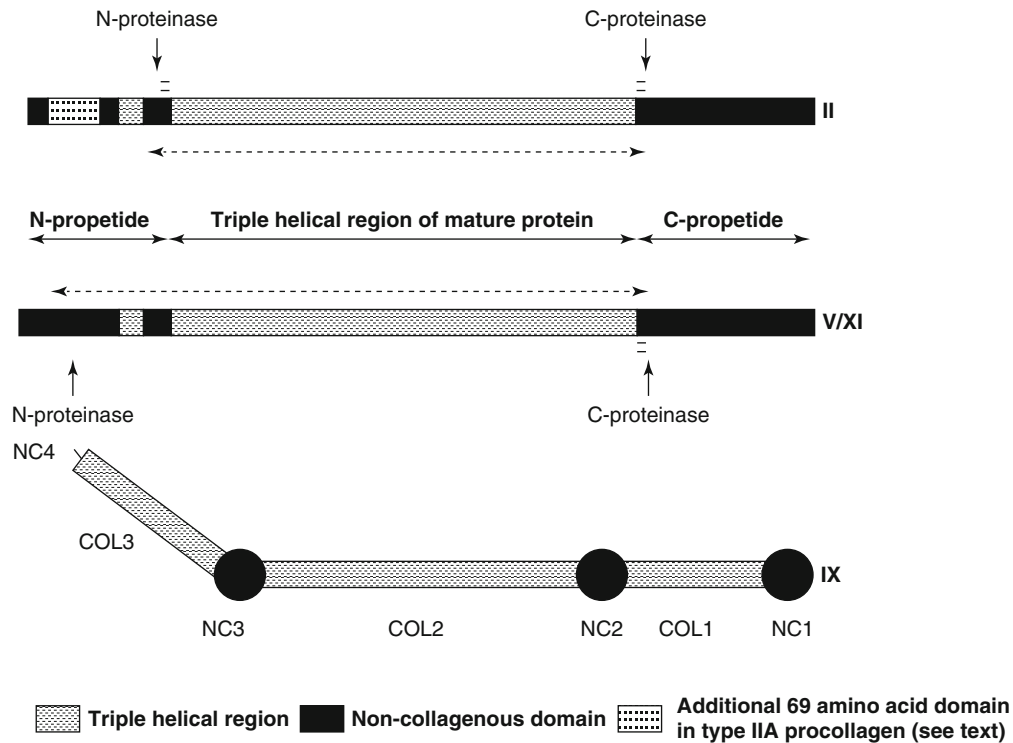 N-proteinase
C-proteinase
II
N-propetide
Triple helical region of mature protein
C-propetide
V/XI
N-proteinase
C-proteinase
NC4
COL3
IX
NC3
COL2
NC2
COL1
NC1
Triple helical region
Non-collagenous domain
Additional 69 amino acid domain
in type IIA procollagen (see text)